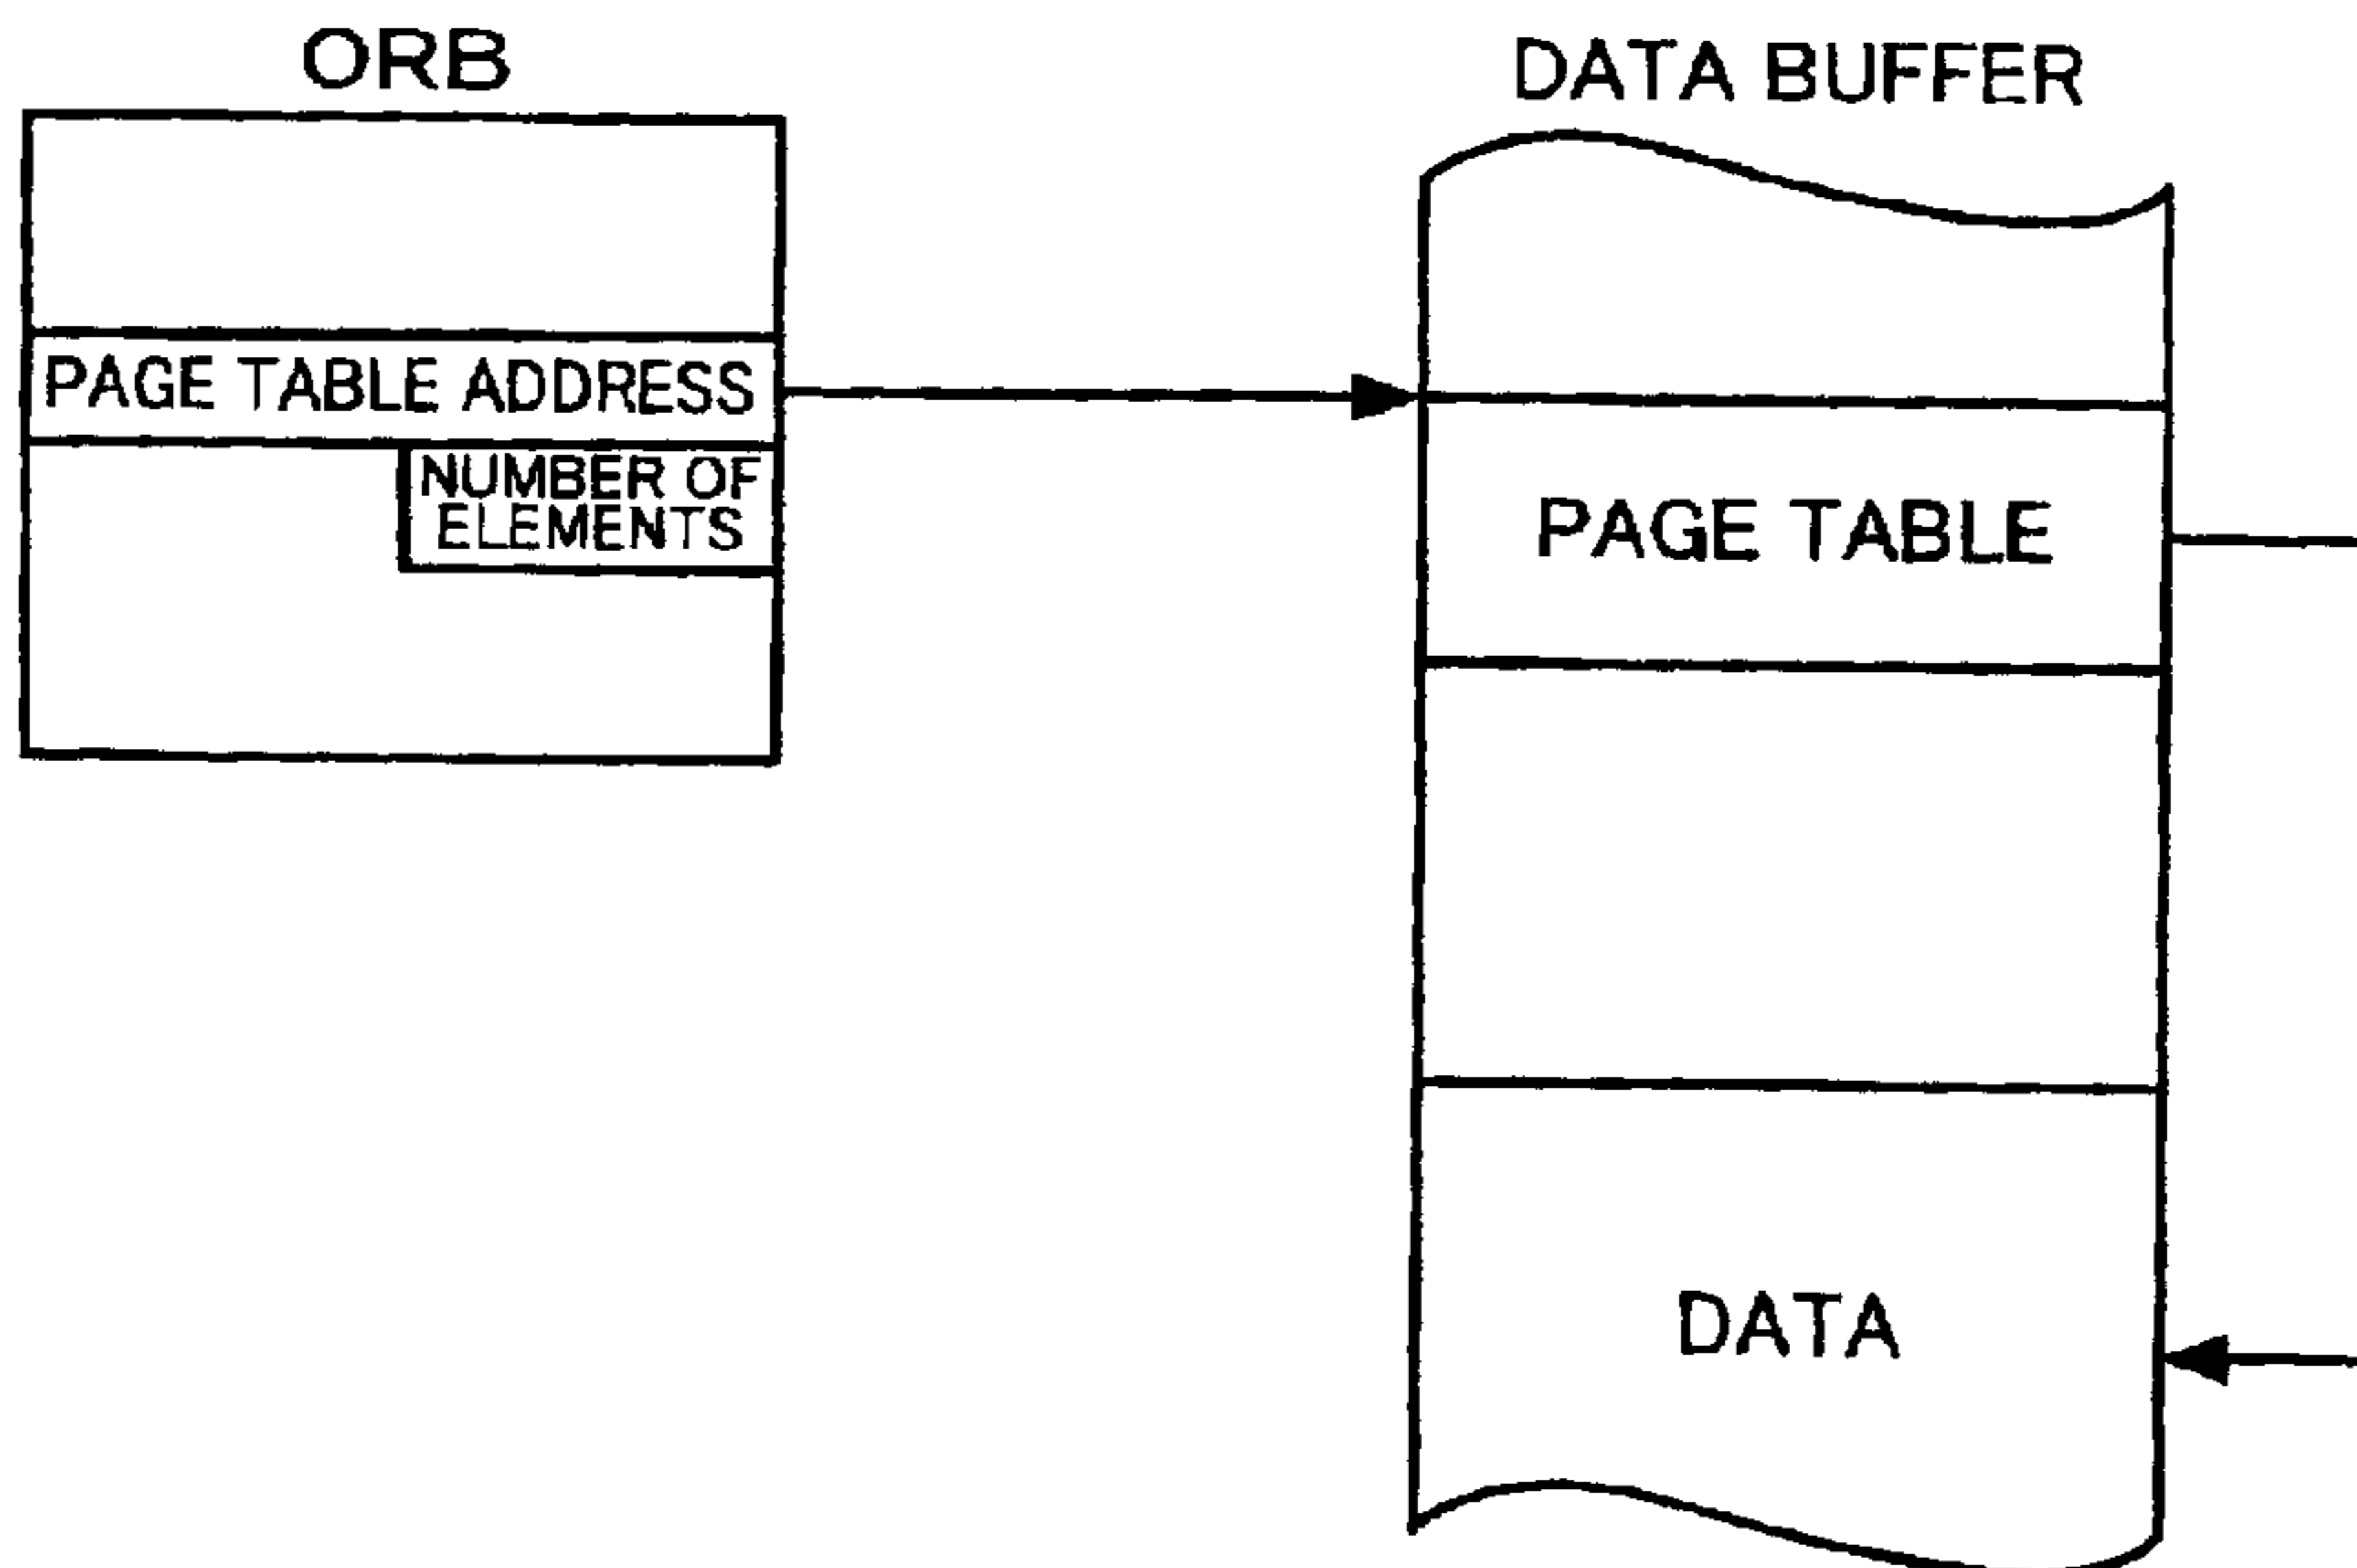 ORB
DATA BUFFER
PAGE TABLE ADDRESS
NUMBER OF
ELEMENTS
PAGE TABLE
DATA